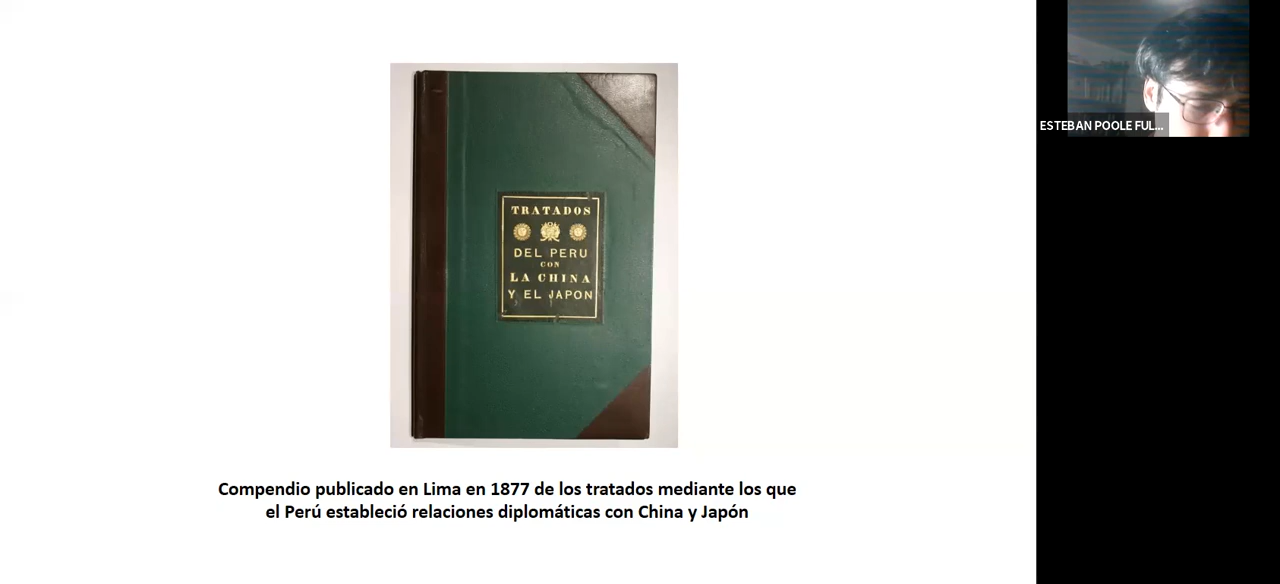 TRATADOS
DEL PERU
CON
LA CHINA
Y EL JAPON
Compendio publicado en Lima en 1877 de los tratados mediante los que
el Perú estableció relaciones diplomáticas con China y Japón
ESTEBAN POOLE FUL...